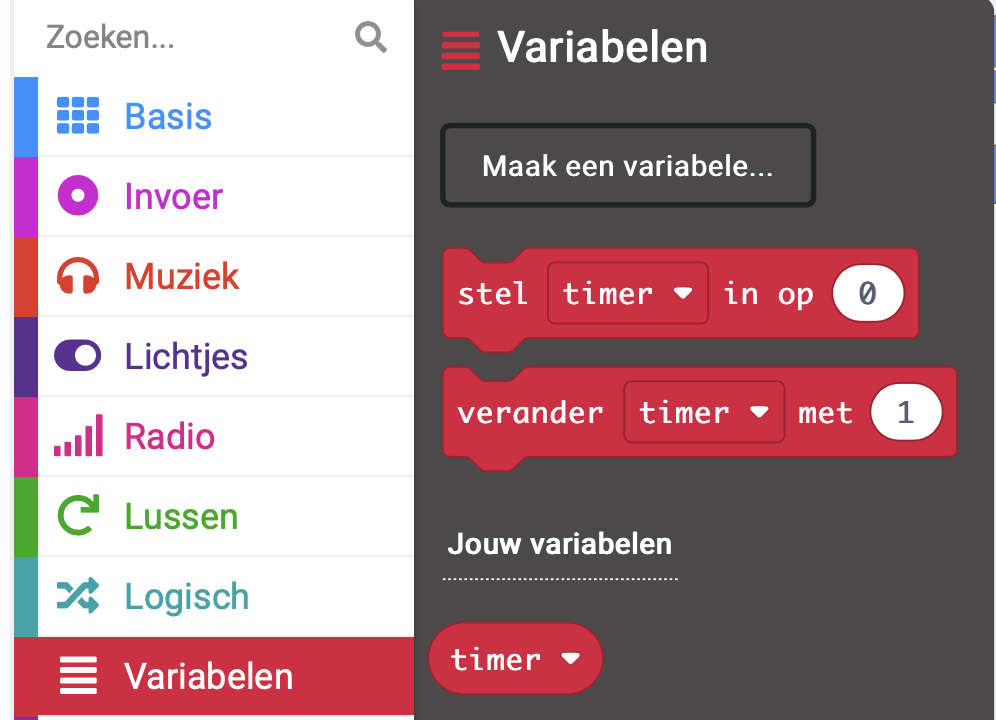 Zoeken...
Basis
Invoer
Muziek
Lichtjes
Radio
Lussen
Logisch
Variabelen
Variabelen
Maak een variabele...
stel timer in op 0
verander timer met 1
Jouw variabelen
timer